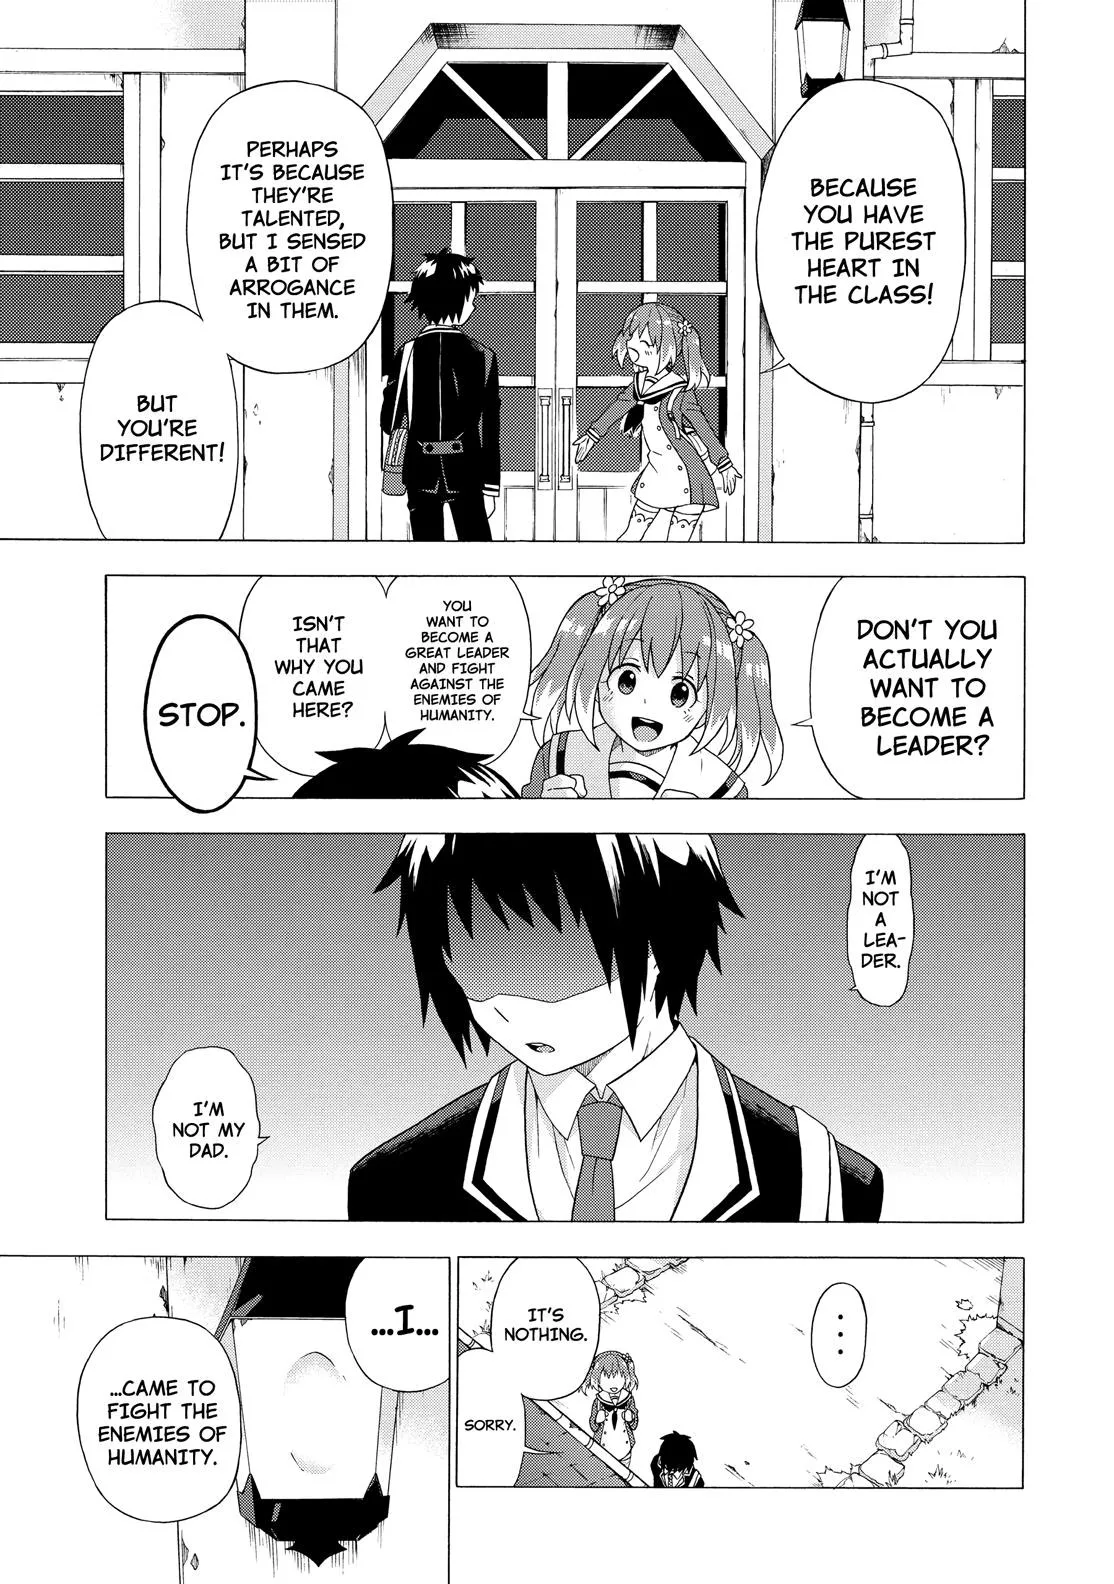 BECAUSE
YOU HAVE
THE PUREST
HEART IN
THE CLASS!
PERHAPS
IT'S BECAUSE
THEY'RE
TALENTED,
BUT I SENSED
A BIT OF
ARROGANCE
IN THEM.
BUT
YOU'RE
DIFFERENT!
DON'T YOU
ACTUALLY
WANT TO
BECOME A
LEADER?
YOU
WANT TO
BECOME A
GREAT LEADER
AND FIGHT
AGAINST THE
ENEMIES OF
HUMANITY.
ISN'T
THAT
WHY YOU
CAME
HERE?
STOP.
I'M
NOT
A
LEA-
DER.
I'M
NOT MY
DAD.
...
IT'S
NOTHING.
SORRY.
...I...
...CAME TO
FIGHT THE
ENEMIES OF
HUMANITY.